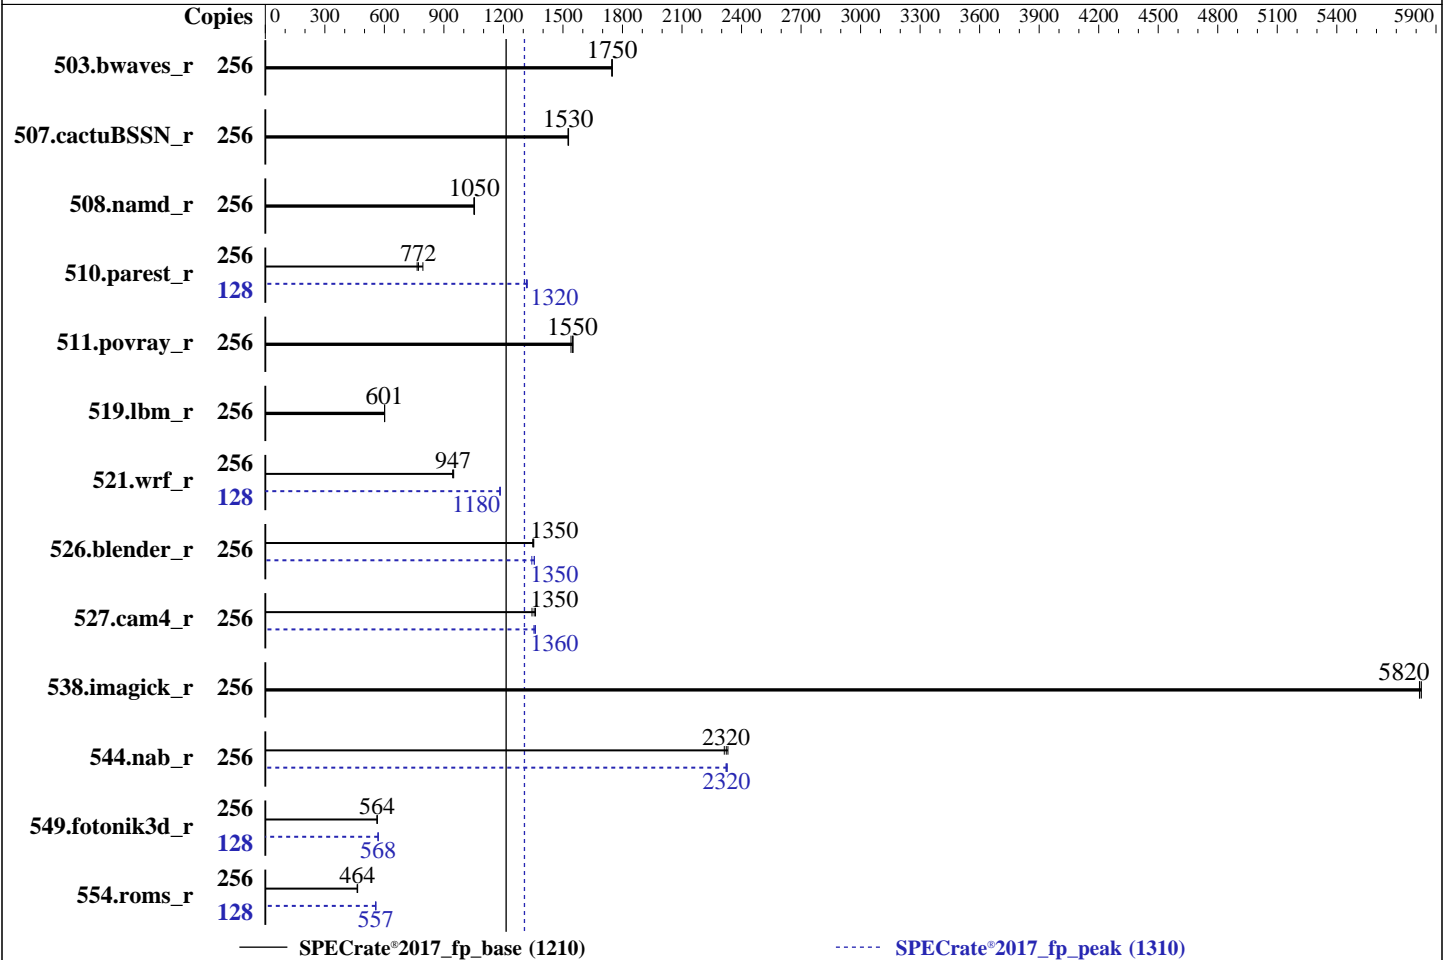 Copies 0 300 600 900 1200 1500 1800 2100 2400 2700 3000 3300 3600 3900 4200 4500 4800 5100 5400 5900
1750
503.bwaves_r 256
1530
507.cactuBSSN_r 256
1050
508.namd_r 256
256 772
510.parest_r
128 1320
1550
511.povray_r 256
601
519.lbm_r 256
256 947
521.wrf_r
128 1180
1350
526.blender_r 256
1350
1350
527.cam4_r 256
1360
5820
538.imagick_r 256
2320
544.nab_r 256
2320
256 564
549.fotonik3d_r
128 568
256 464
554.roms_r
128 557
SPECrate®2017_fp_base (1210) SPECrate®2017_fp_peak (1310)